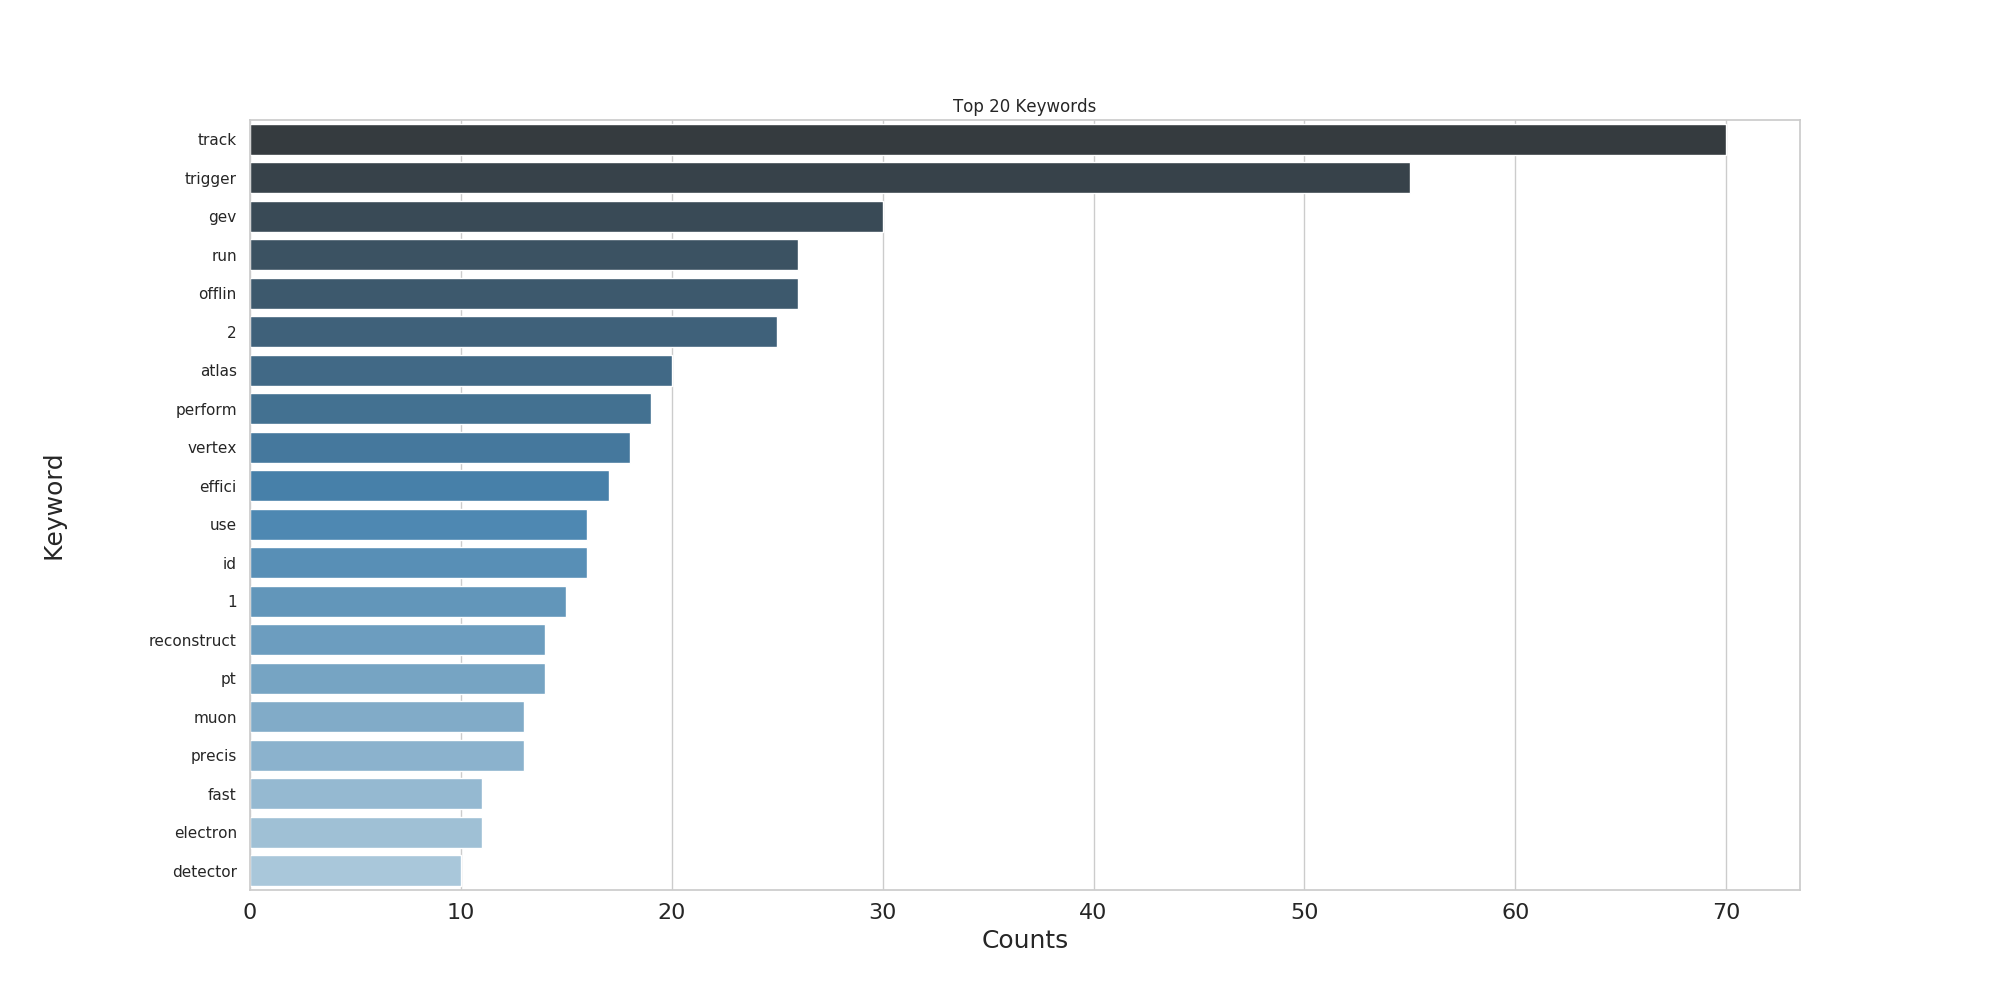 Top 20 Keywords
track
trigger
gev
run
offlin
2
atlas
perform
vertex
effici
use
id
1
reconstruct
pt
muon
precis
fast
electron
detector
Keyword
0 10 20 30 40 50 60 70
Counts